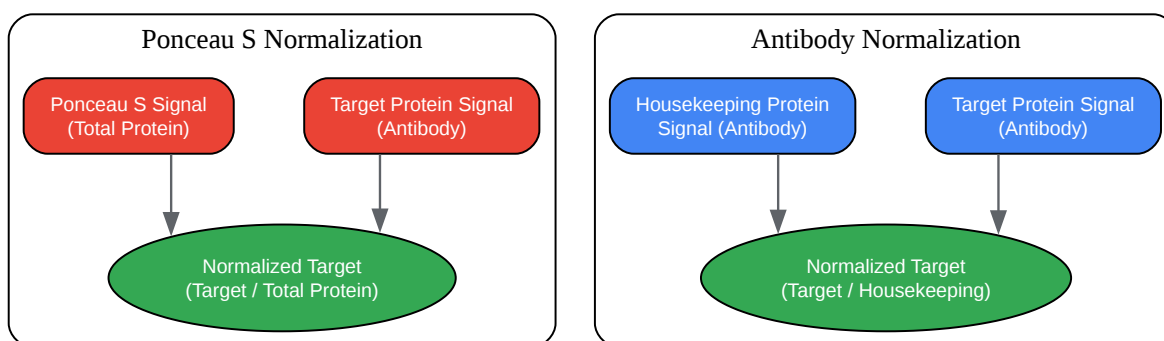 Ponceau S Normalization
Ponceau S Signal
(Total Protein)
Target Protein Signal
(Antibody)
Normalized Target
(Target / Total Protein)
Antibody Normalization
Housekeeping Protein
Signal (Antibody)
Target Protein Signal
(Antibody)
Normalized Target
(Target / Housekeeping)